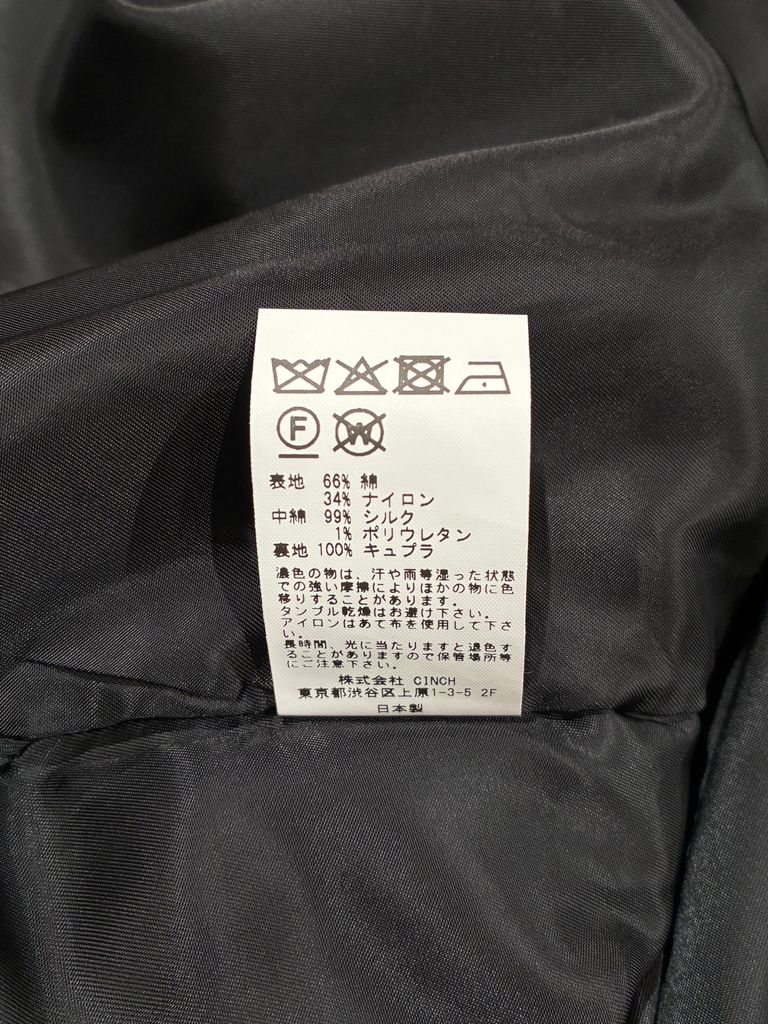 F W
表地 66% 綿
34% ナイロン
中綿 99% シルク
1% ポリウレタン
裏地 100% キュプラ
濃色の物は、汗や雨等湿った状態
での強い摩擦によりほかの物に色
移りすることがあります。
タンブル乾燥はお避け下さい。
アイロンはあて布を使用して下さ
い。
長時間、光に当たりますと退色す
ることがありますので保管場所等
にご注意下さい。
株式会社 CINCH
東京都渋谷区上原1-3-5 2F
日本製